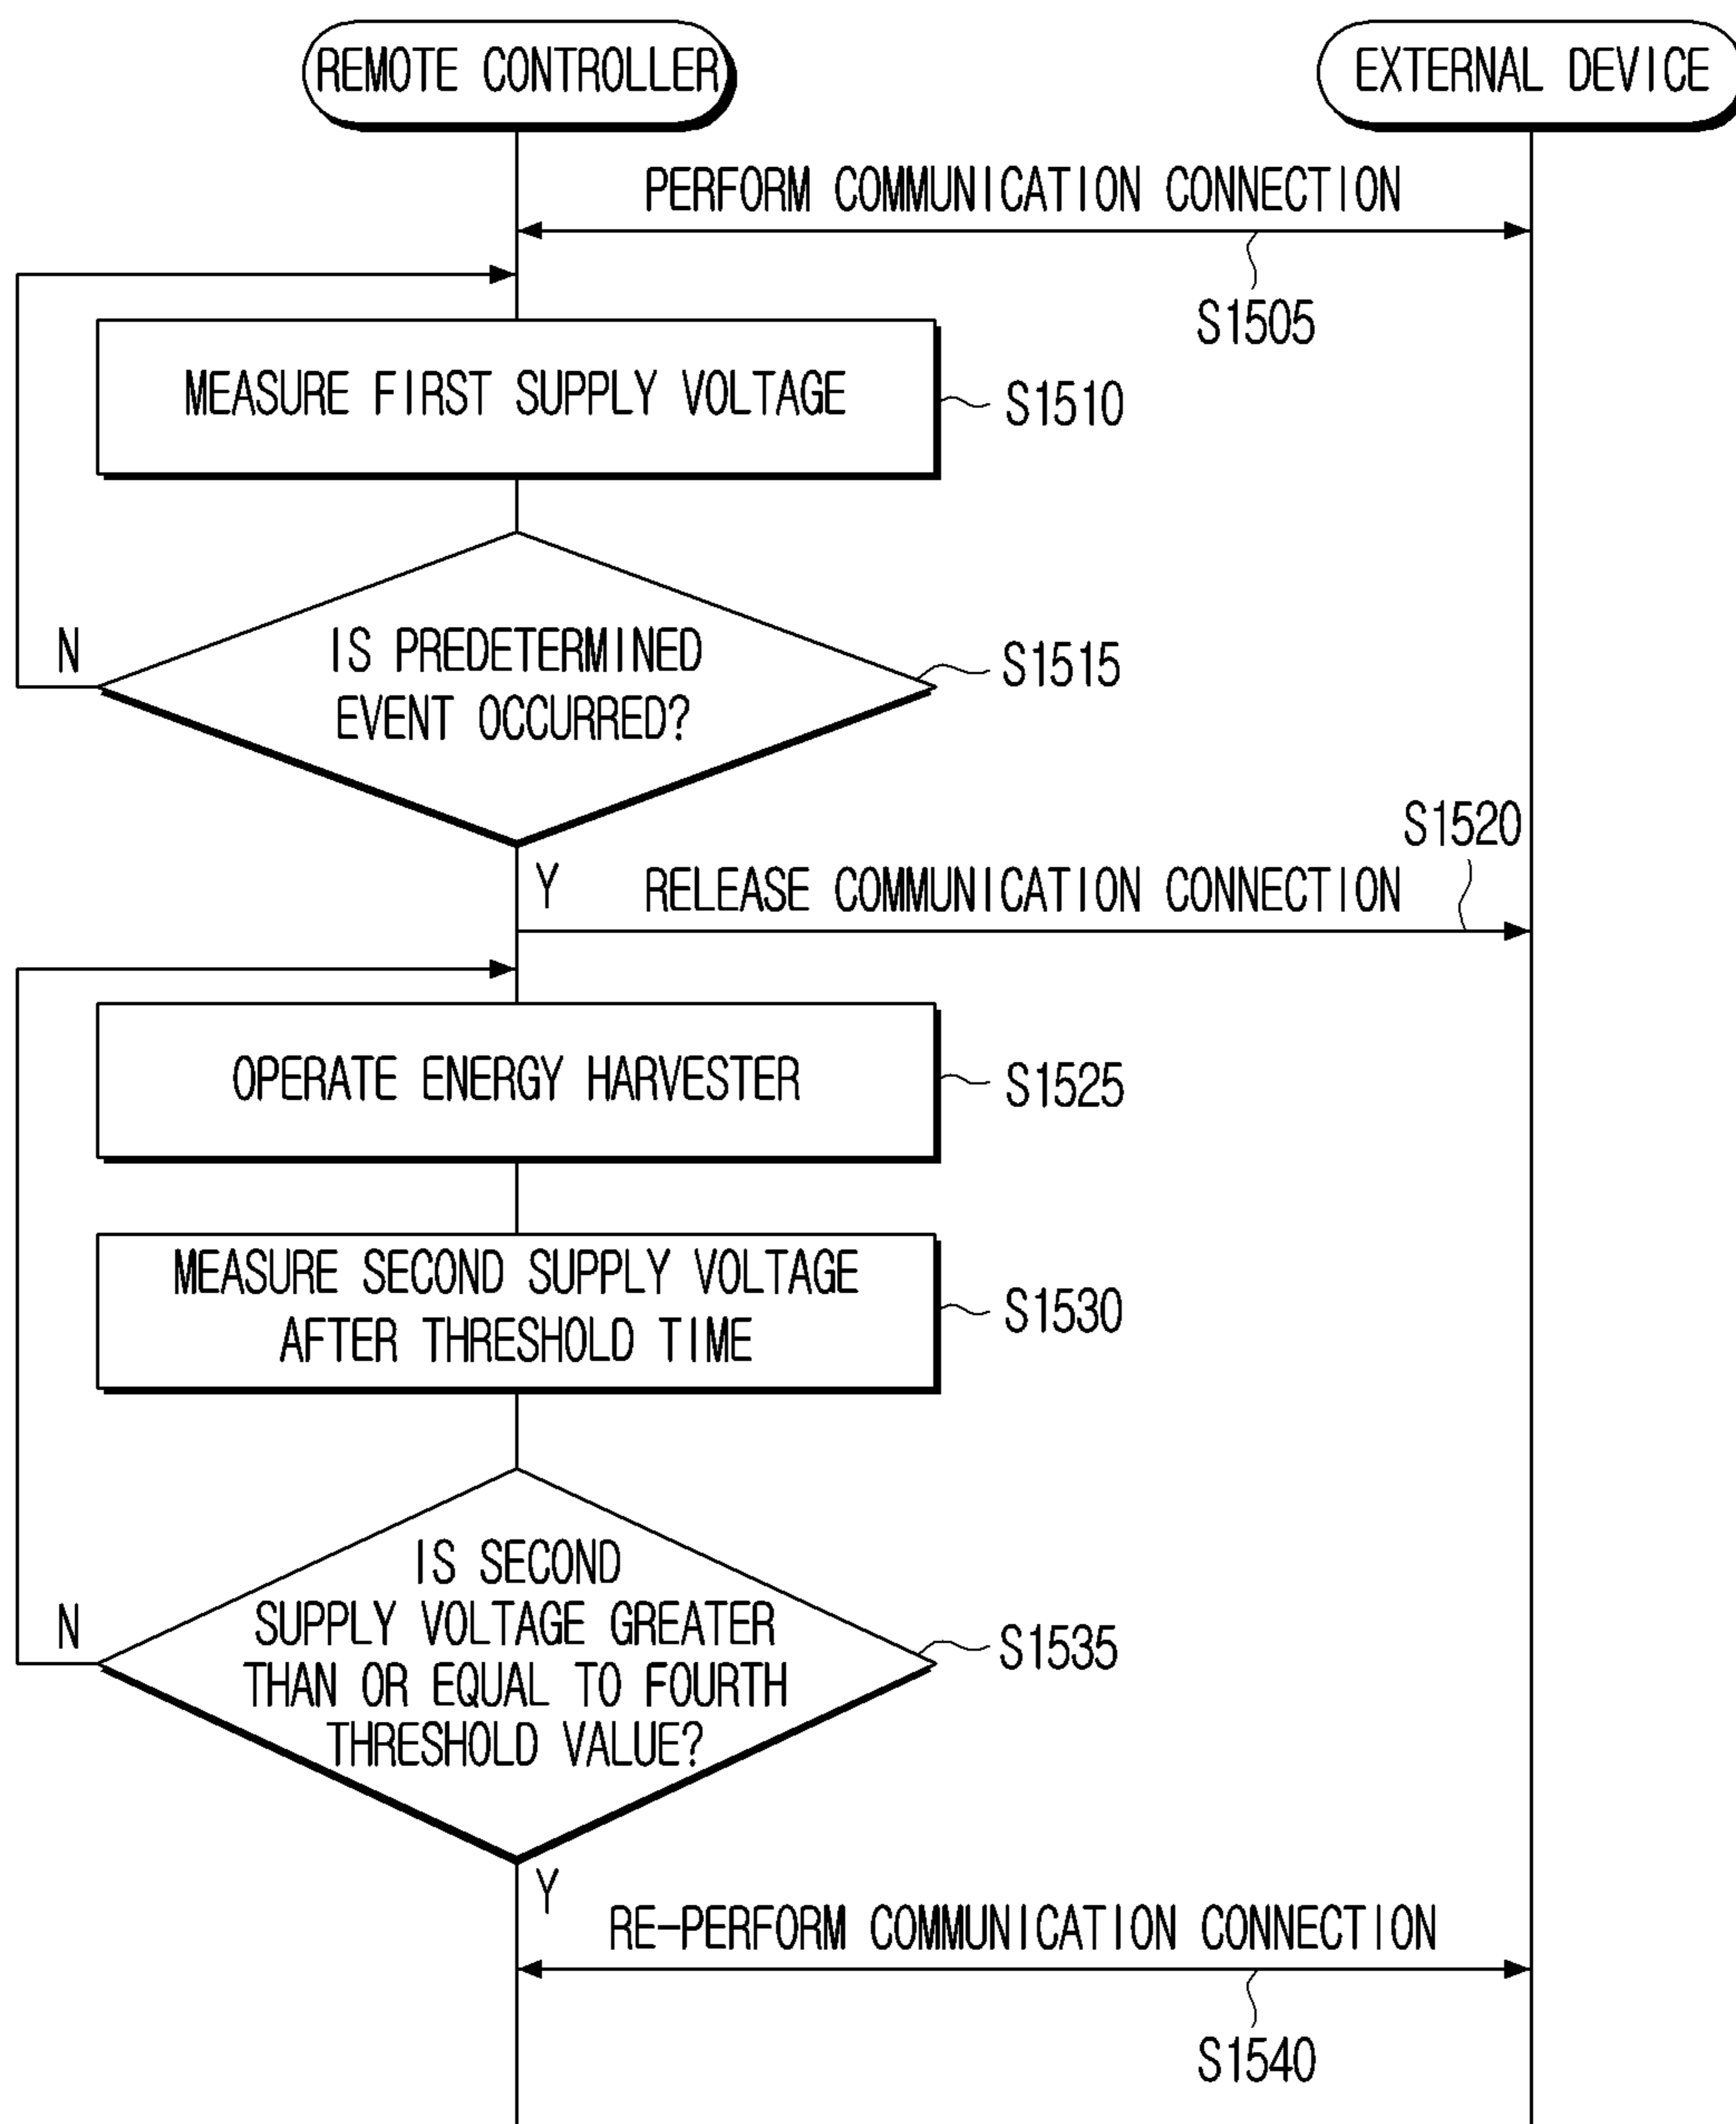 REMOTE CONTROLLER
EXTERNAL DEVICE
PERFORM COMMUNICATION CONNECTION
S1505
MEASURE FIRST SUPPLY VOLTAGE
S1510
N
IS PREDETERMINED
EVENT OCCURRED?
S1515
S1520
Y
RELEASE COMMUNICATION CONNECTION
OPERATE ENERGY HARVESTER
S1525
MEASURE SECOND SUPPLY VOLTAGE
AFTER THRESHOLD TIME
S1530
IS SECOND
SUPPLY VOLTAGE GREATER
THAN OR EQUAL TO FOURTH
THRESHOLD VALUE?
N
S1535
Y
RE-PERFORM COMMUNICATION CONNECTION
S1540